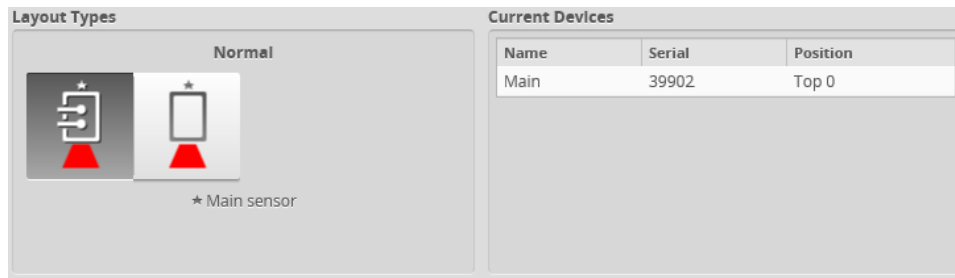 Layout Types
Normal
★ Main sensor
Current Devices
Name Serial Position
Main 39902 Top 0